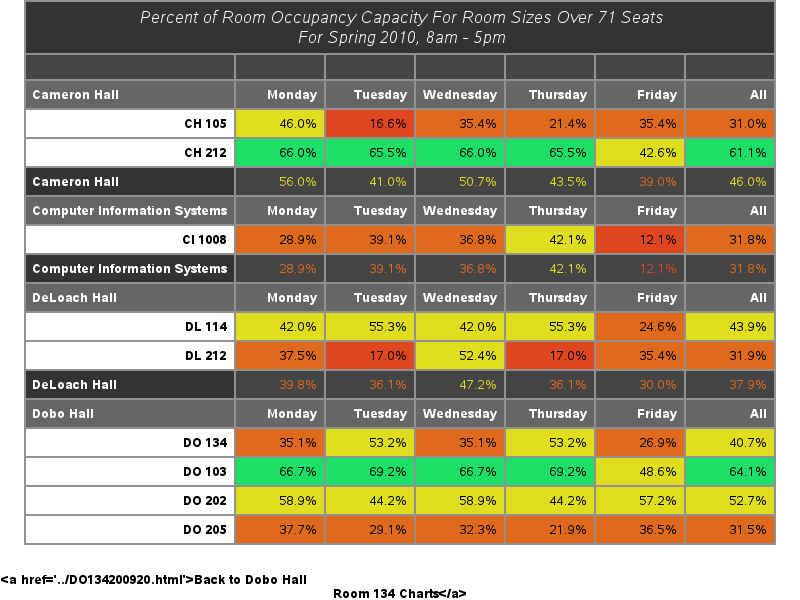 Percent of Room Occupancy Capacity For Room Sizes Over 71 Seats
For Spring 2010, 8am - 5pm
Cameron Hall Monday Tuesday Wednesday Thursday Friday All
CH 105 46.0% 16.6% 35.4% 21.4% 35.4% 31.0%
CH 212 66.0% 65.5% 66.0% 65.5% 42.6% 61.1%
Cameron Hall 56.0% 41.0% 50.7% 43.5% 39.0% 46.0%
Computer Information Systems Monday Tuesday Wednesday Thursday Friday All
CI 1008 28.9% 39.1% 36.8% 42.1% 12.1% 31.8%
Computer Information Systems 28.9% 39.1% 36.8% 42.1% 12.1% 31.8%
DeLoach Hall Monday Tuesday Wednesday Thursday Friday All
DL 114 42.0% 55.3% 42.0% 55.3% 24.6% 43.9%
DL 212 37.5% 17.0% 52.4% 17.0% 35.4% 31.9%
DeLoach Hall 39.8% 36.1% 47.2% 36.1% 30.0% 37.9%
Dobo Hall Monday Tuesday Wednesday Thursday Friday All
DO 134 35.1% 53.2% 35.1% 53.2% 26.9% 40.7%
DO 103 66.7% 69.2% 66.7% 69.2% 48.6% 64.1%
DO 202 58.9% 44.2% 58.9% 44.2% 57.2% 52.7%
DO 205 37.7% 29.1% 32.3% 21.9% 36.5% 31.5%
<a href='../DO134200920.html'>Back to Dobo Hall
Room 134 Charts</a>